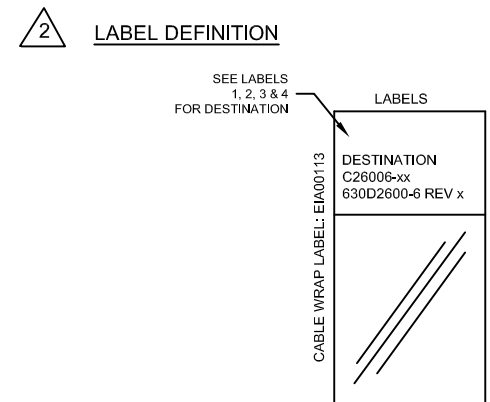 2 LABEL DEFINITION
SEE LABELS
1, 2, 3 & 4
FOR DESTINATION
LABELS
CABLE WRAP LABEL: EIA00113
DESTINATION
C26006-xx
630D2600-6 REV x